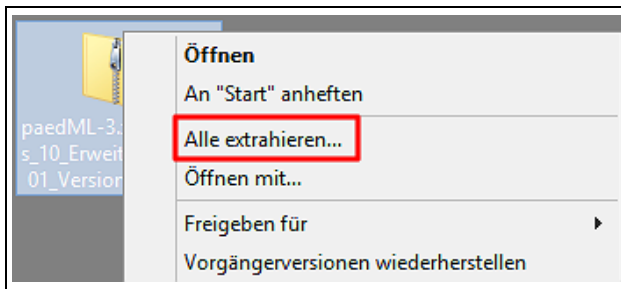 paedML-3.
s_10_Erweit
01_Version
Öffnen
An "Start" anheften
Alle extrahieren...
Öffnen mit...
Freigeben für
Vorgängerversionen wiederherstellen